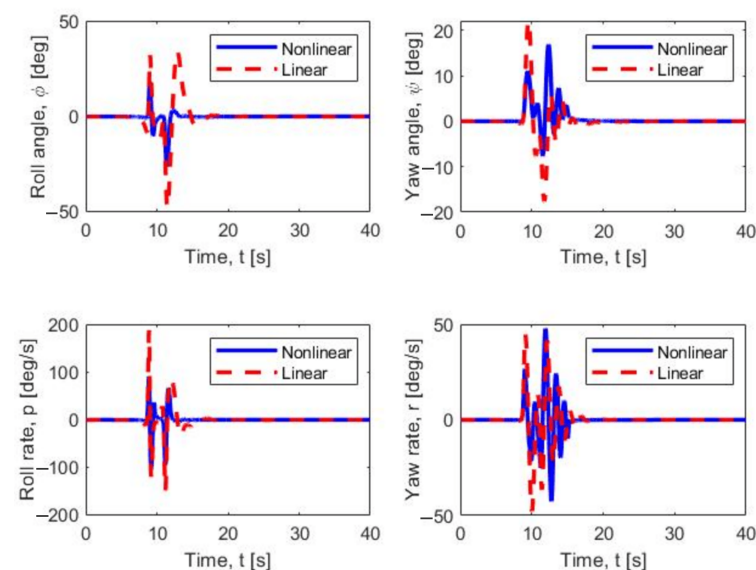 Roll angle, ϕ [deg]
50
0
−50
Nonlinear
Linear
0 10 20 30 40
Time, t [s]
Yaw angle, ψ [deg]
20
10
0
−10
−20
Nonlinear
Linear
0 10 20 30 40
Time, t [s]
Roll rate, p [deg/s]
200
100
0
−100
−200
Nonlinear
Linear
0 10 20 30 40
Time, t [s]
Yaw rate, r [deg/s]
50
0
−50
Nonlinear
Linear
0 10 20 30 40
Time, t [s]